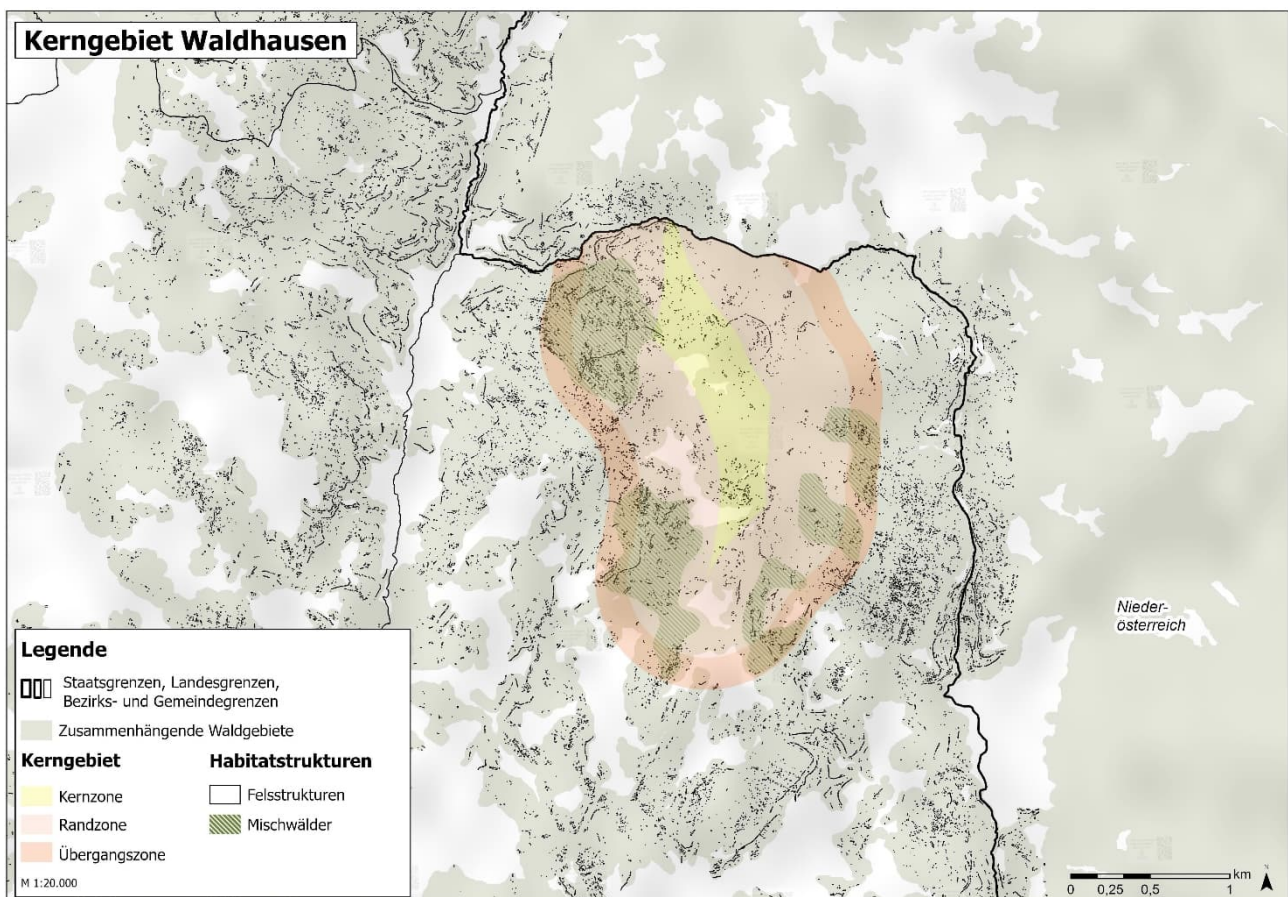 Kerngebiet Waldhausen
Nieder-
österreich
Legende
Staatsgrenzen, Landesgrenzen,
Bezirks- und Gemeindegrenzen
Zusammenhängende Waldgebiete
Kerngebiet
Kernzone
Randzone
Übergangszone
Habitatstrukturen
Felsstrukturen
Mischwälder
M 1:20.000
km
0 0,25 0,5 1
N